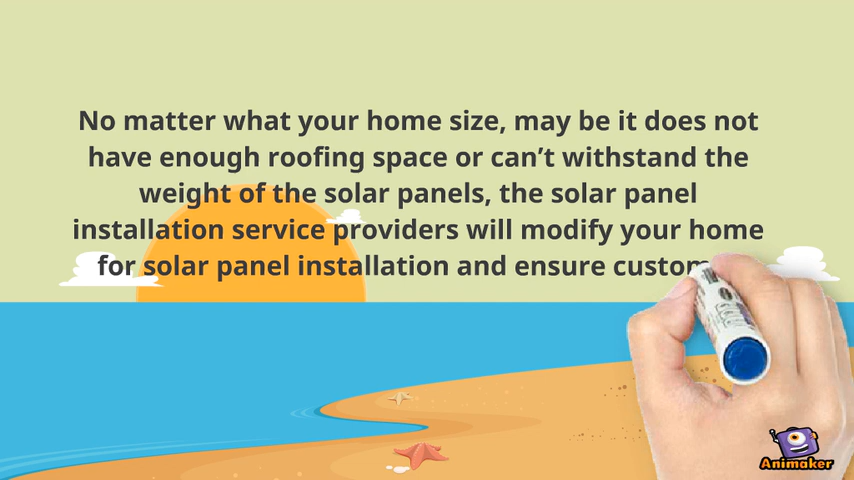 No matter what your home size, may be it does not
have enough roofing space or can’t withstand the
weight of the solar panels, the solar panel
installation service providers will modify your home
for solar panel installation and ensure custom
Animaker